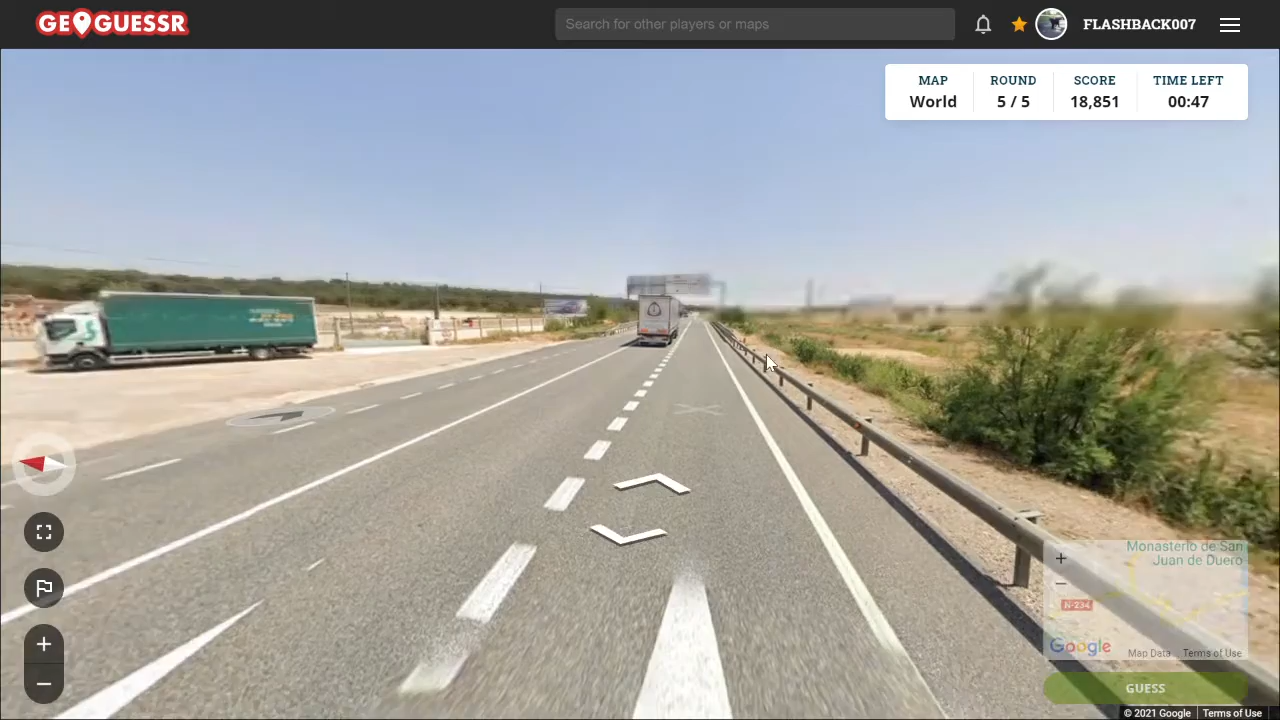 GEOGUESSR
Search for other players or maps
FLASHBACK007
MAP
World
ROUND
5 / 5
SCORE
18,851
TIME LEFT
00:47
Monasterio de San
Juan de Duero
N-234
Google
Map Data
Terms of Use
GUESS
© 2021 Google
Terms of Use